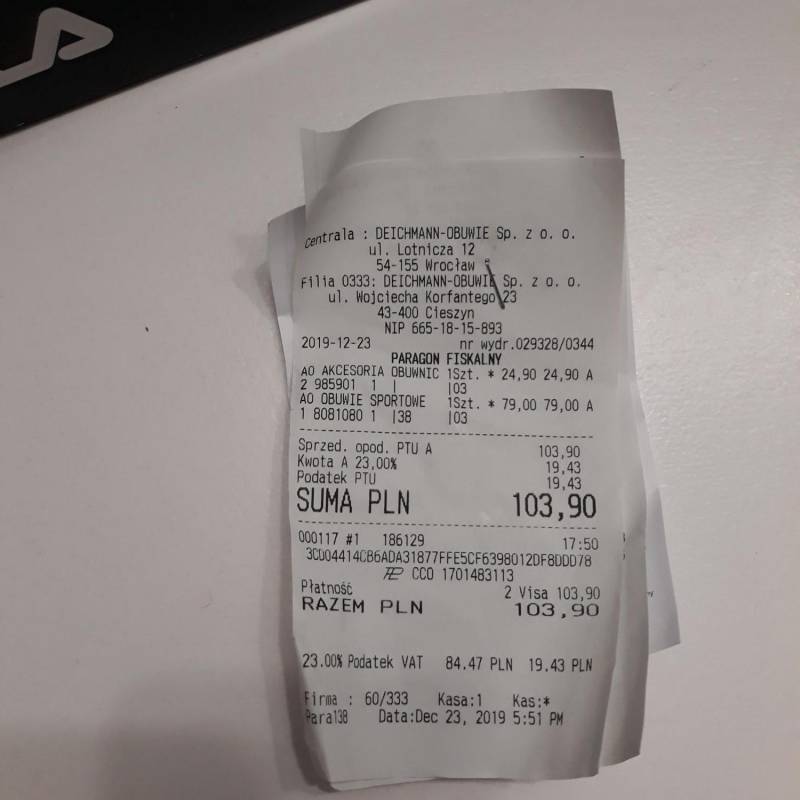 Centrala : DEICHMANN-OBUWIE Sp. z o. o.
ul. Lotnicza 12
54-155 Wrocław
Filia 0333: DEICHMANN-OBUWIE Sp. z o. o.
ul. Wojciecha Korfantego 23
43-400 Cieszyn
NIP 665-18-15-893
2019-12-23 nr wydr.029328/0344
PARAGON FISKALNY
AO AKCESORIA OBUWNIC 1Szt. * 24,90 24,90 A
2 985901 1 | |03
AO OBUWIE SPORTOWE 1Szt. * 79,00 79,00 A
1 8081080 1 |38 |03
Sprzed. opod. PTU A 103,90
Kwota A 23,00% 19,43
Podatek PTU 19,43
SUMA PLN 103,90
000117 #1 186129 17:50
3CD04414CB6ADA31877FFE5CF6398012DF8DDD78
CCO 1701483113
Płatność 2 Visa 103,90
RAZEM PLN 103,90
23.00% Podatek VAT 84.47 PLN 19.43 PLN
Firma : 60/333 Kasa:1 Kas:*
Para138 Data:Dec 23, 2019 5:51 PM